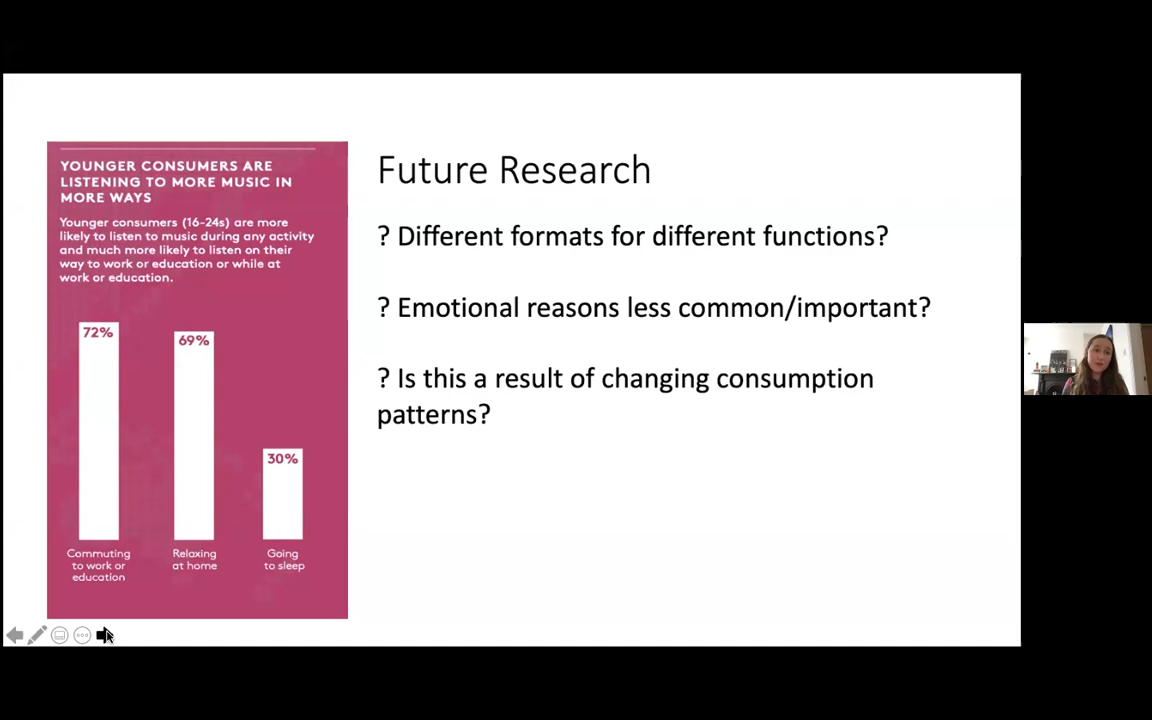 YOUNGER CONSUMERS ARE
LISTENING TO MORE MUSIC IN
MORE WAYS
Younger consumers (16-24s) are more
likely to listen to music during any activity
and much more likely to listen on their
way to work or education or while at
work or education.
72%
69%
30%
Commuting
to work or
education
Relaxing
at home
Going
to sleep
Future Research
? Different formats for different functions?
? Emotional reasons less common/important?
? Is this a result of changing consumption
patterns?